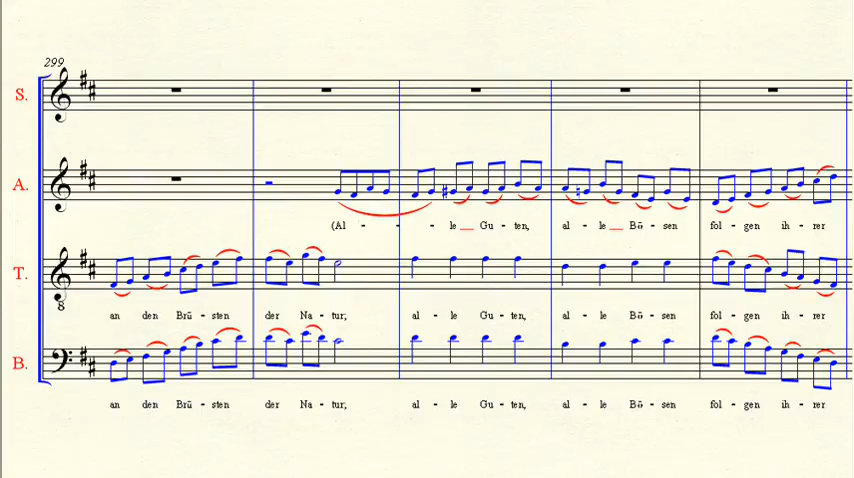 299
S.
A.
(Al - - - le _ Gu - ten, al - le _ Bö - sen fol - gen ih - rer
T.
8
an den Brü - sten der Na - tur; al - le Gu - ten, al - le Bö - sen fol - gen ih - rer
B.
an den Brü - sten der Na - tur; al - le Gu - ten, al - le Bö - sen fol - gen ih - rer